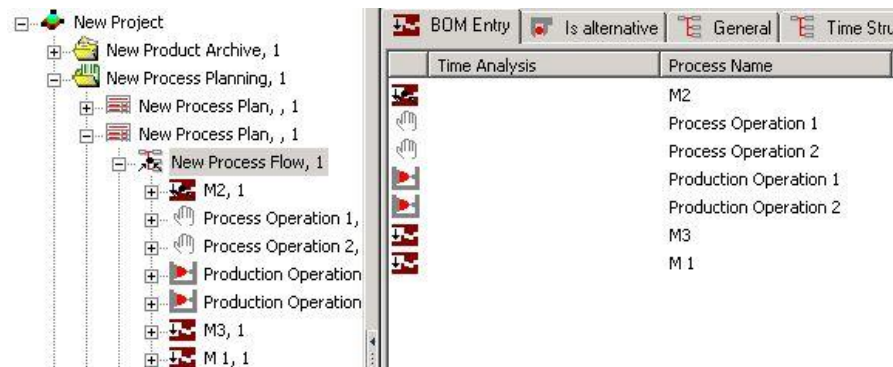 New Project
New Product Archive, 1
New Process Planning, 1
New Process Plan, , 1
New Process Plan, , 1
New Process Flow, 1
M2, 1
Process Operation 1,
Process Operation 2,
Production Operation
Production Operation
M3, 1
M 1, 1
BOM Entry Is alternative General Time Stru
Time Analysis Process Name
M2
Process Operation 1
Process Operation 2
Production Operation 1
Production Operation 2
M3
M 1